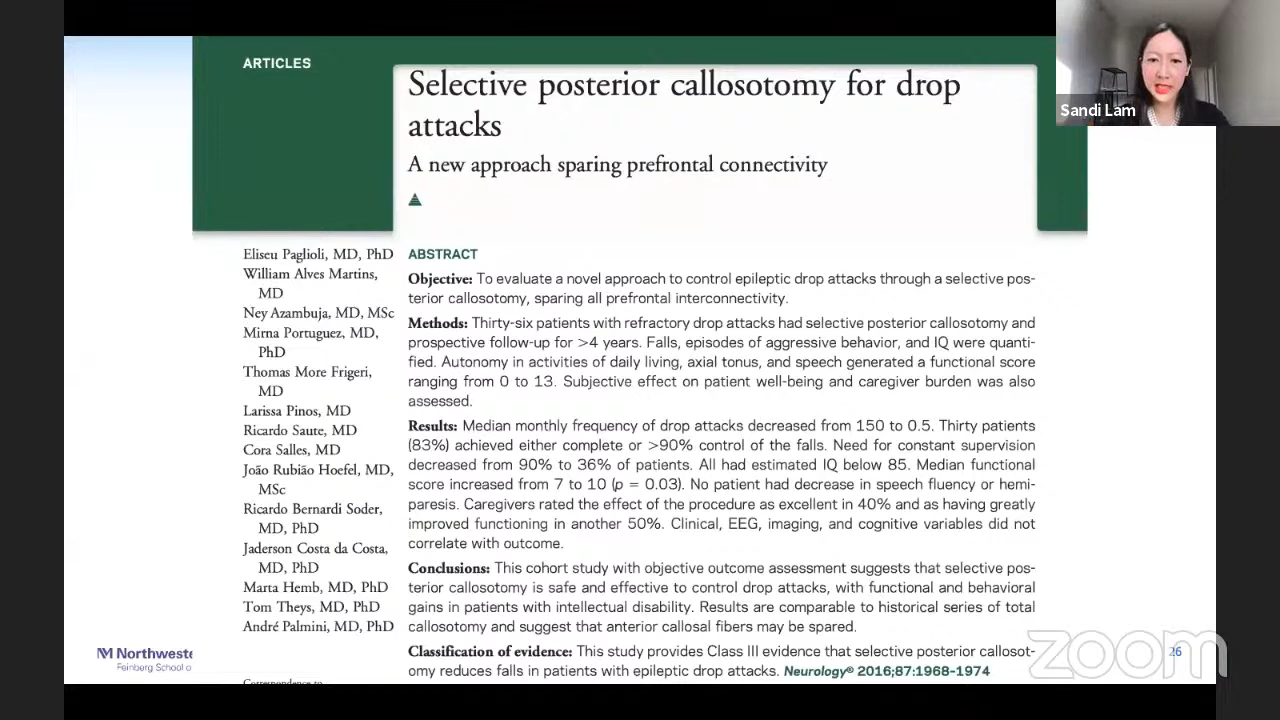 ARTICLES
Selective posterior callosotomy for drop
attacks
A new approach sparing prefrontal connectivity
Sandi Lam
Eliseu Paglioli, MD, PhD
William Alves Martins,
MD
Ney Azambuja, MD, MSc
Mirna Portuguez, MD,
PhD
Thomas More Frigeri,
MD
Larissa Pinos, MD
Ricardo Saute, MD
Cora Salles, MD
João Rubião Hoefel, MD,
MSc
Ricardo Bernardi Soder,
MD, PhD
Jaderson Costa da Costa,
MD, PhD
Marta Hemb, MD, PhD
Tom Theys, MD, PhD
André Palmini, MD, PhD
Correspondence to
ABSTRACT
Objective: To evaluate a novel approach to control epileptic drop attacks through a selective pos-
terior callosotomy, sparing all prefrontal interconnectivity.
Methods: Thirty-six patients with refractory drop attacks had selective posterior callosotomy and
prospective follow-up for >4 years. Falls, episodes of aggressive behavior, and IQ were quanti-
fied. Autonomy in activities of daily living, axial tonus, and speech generated a functional score
ranging from 0 to 13. Subjective effect on patient well-being and caregiver burden was also
assessed.
Results: Median monthly frequency of drop attacks decreased from 150 to 0.5. Thirty patients
(83%) achieved either complete or >90% control of the falls. Need for constant supervision
decreased from 90% to 36% of patients. All had estimated IQ below 85. Median functional
score increased from 7 to 10 (p = 0.03). No patient had decrease in speech fluency or hemi-
paresis. Caregivers rated the effect of the procedure as excellent in 40% and as having greatly
improved functioning in another 50%. Clinical, EEG, imaging, and cognitive variables did not
correlate with outcome.
Conclusions: This cohort study with objective outcome assessment suggests that selective pos-
terior callosotomy is safe and effective to control drop attacks, with functional and behavioral
gains in patients with intellectual disability. Results are comparable to historical series of total
callosotomy and suggest that anterior callosal fibers may be spared.
Classification of evidence: This study provides Class III evidence that selective posterior callosot-
omy reduces falls in patients with epileptic drop attacks. Neurology® 2016;87:1968–1974
Northweste
Feinberg School o
zoom
26